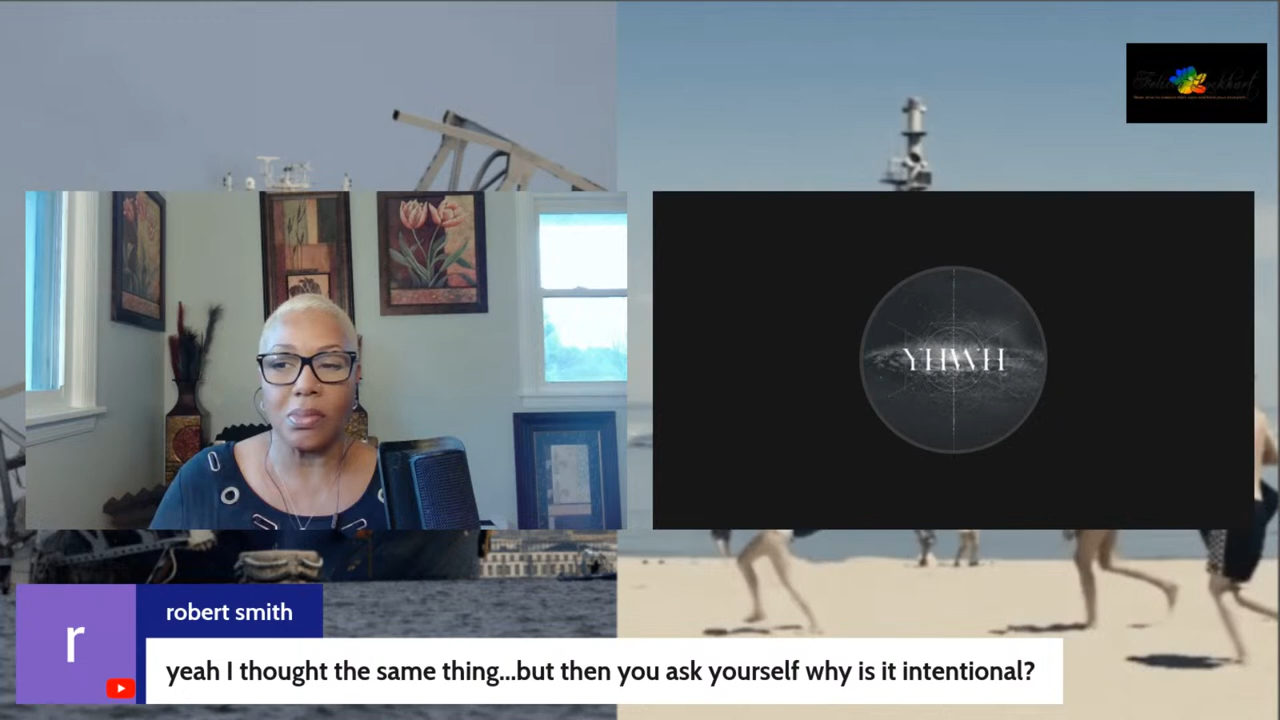 YHWH
r
robert smith
yeah I thought the same thing...but then you ask yourself why is it intentional?